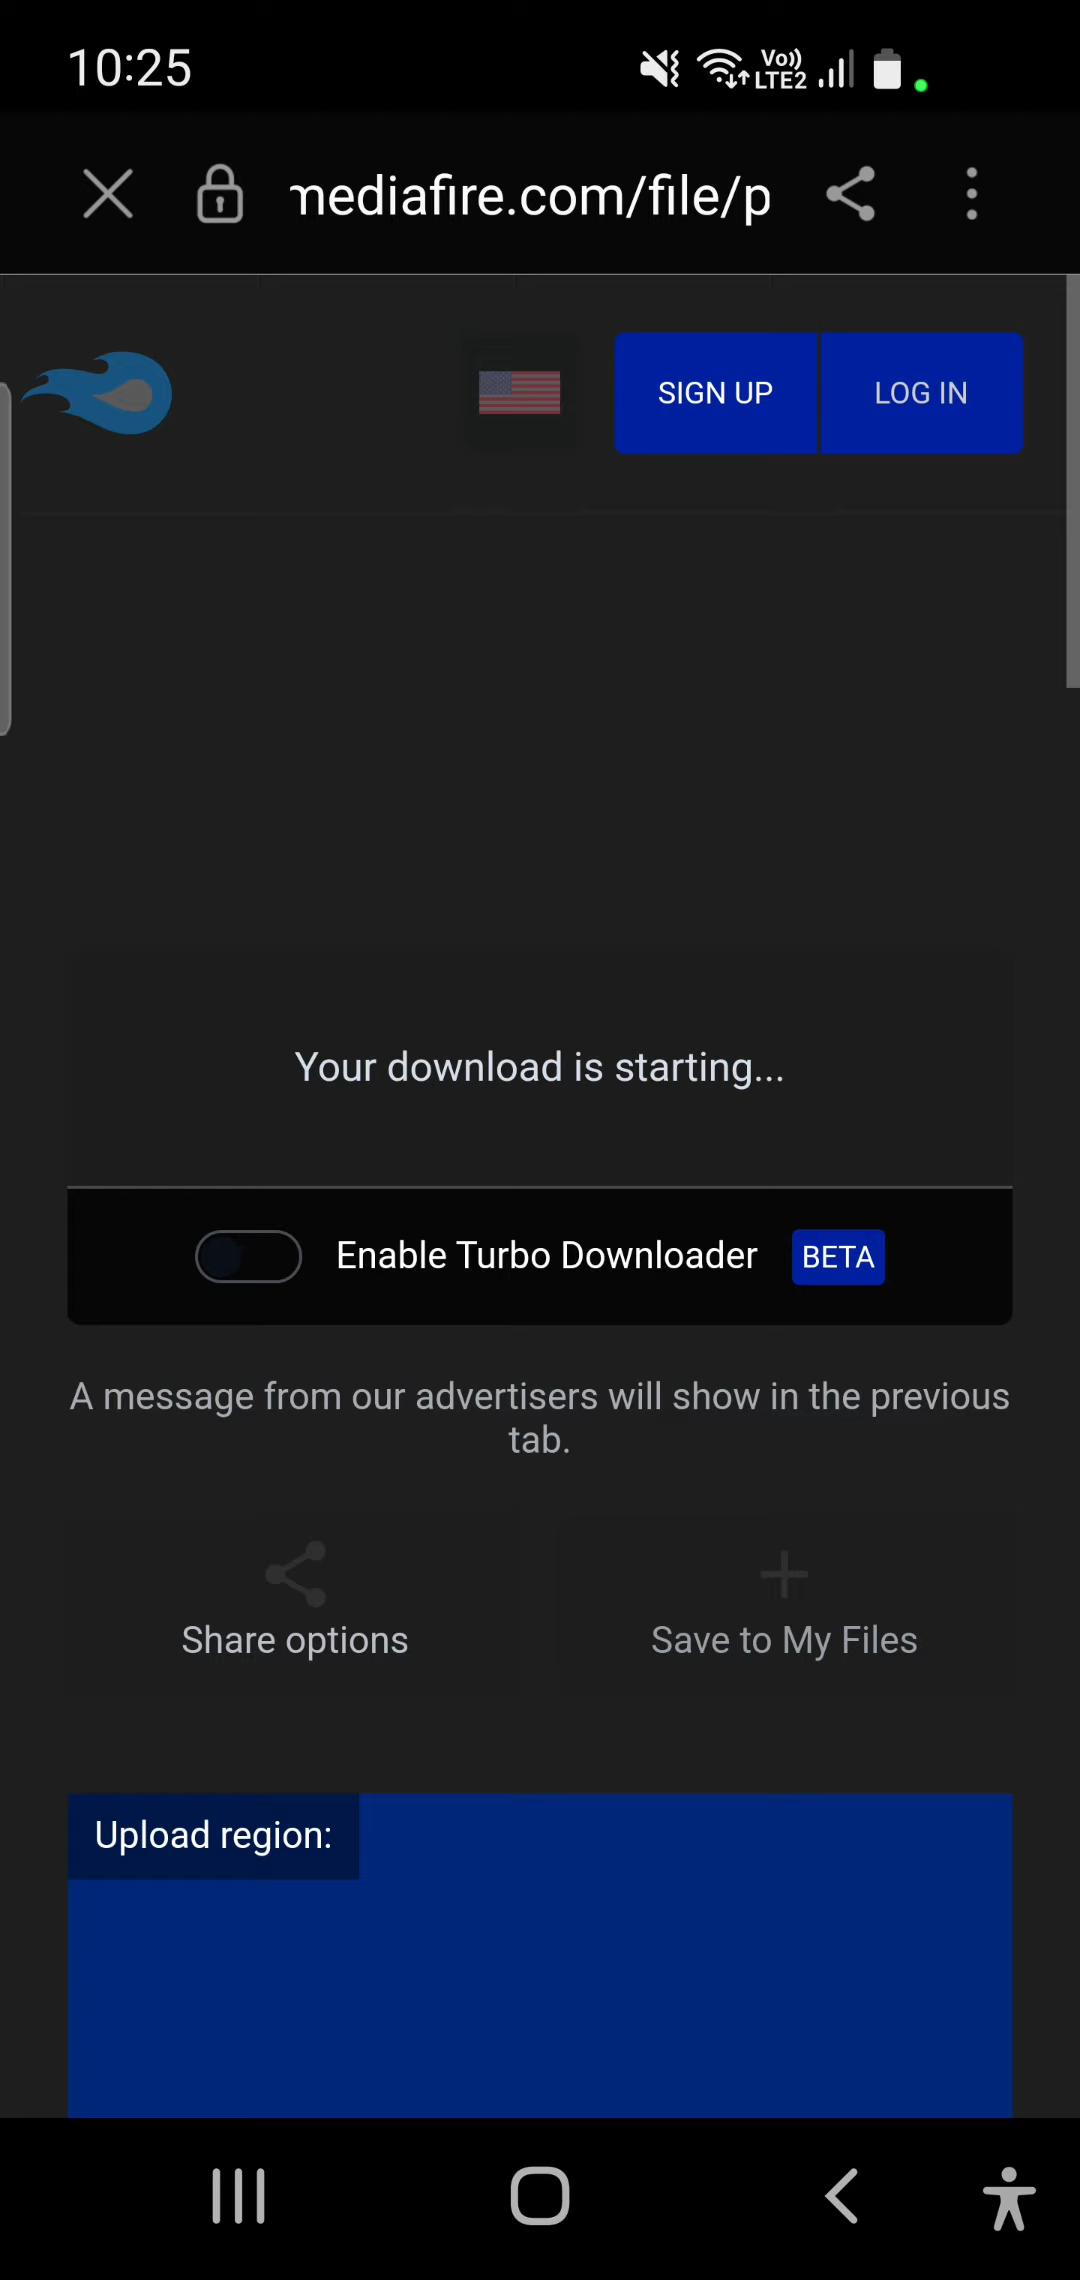 10:25
Vo))
LTE2
mediafire.com/file/p
SIGN UP
LOG IN
Your download is starting...
Enable Turbo Downloader
BETA
A message from our advertisers will show in the previous
tab.
Share options
Save to My Files
Upload region: